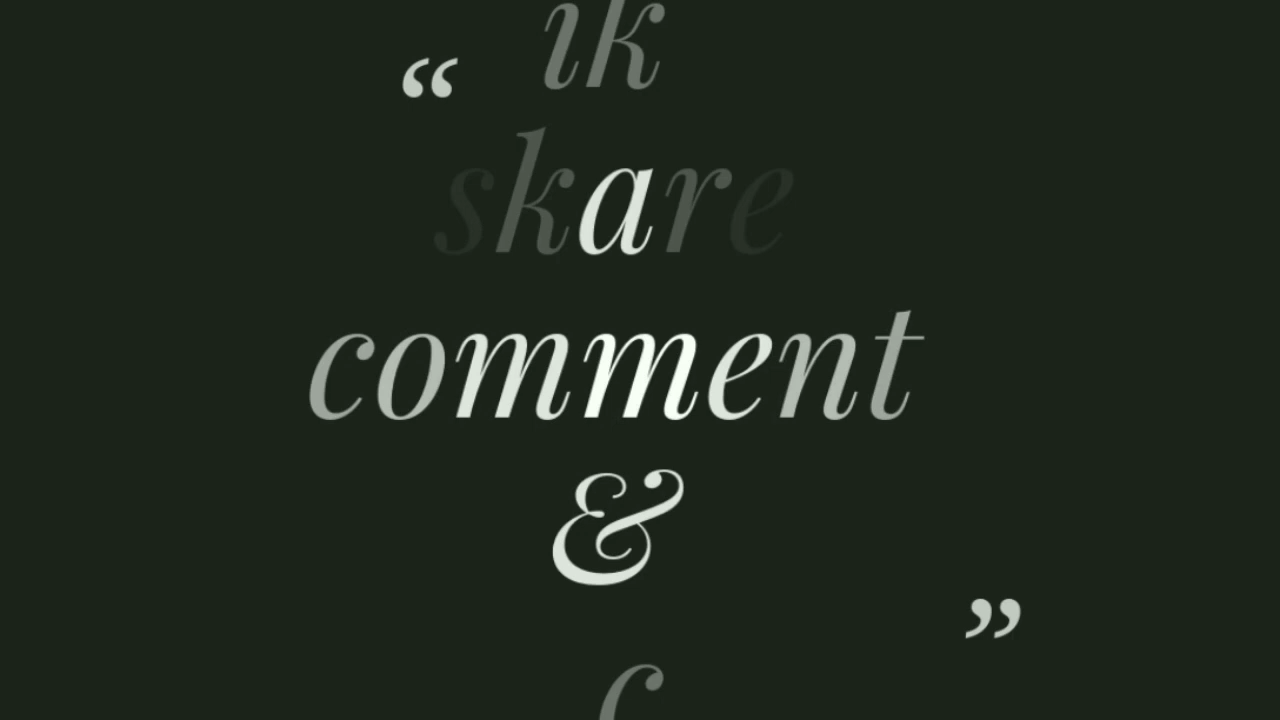 “ ik
skare
comment
&
”